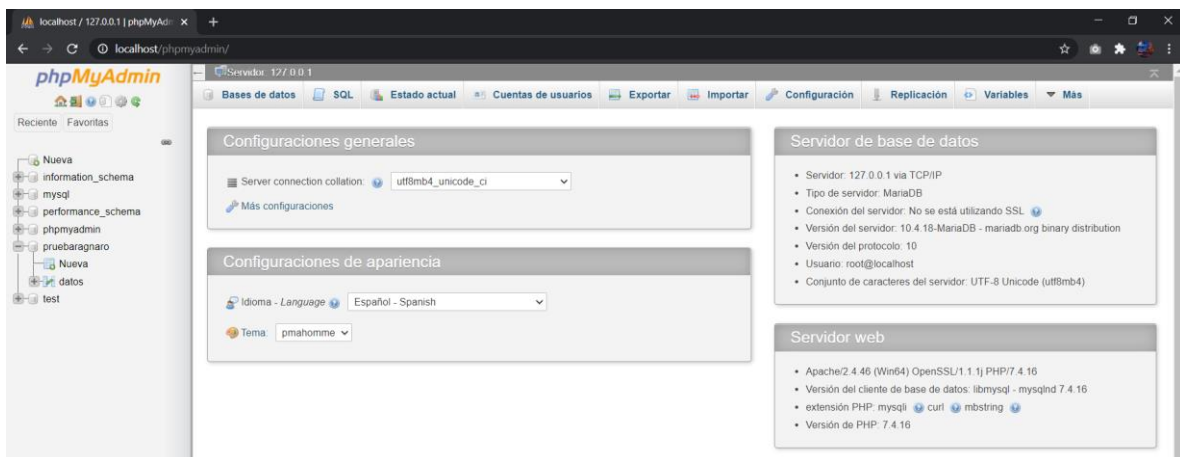 localhost / 127.0.0.1 | phpMyAdm
localhost/phpmyadmin/
phpMyAdmin
Reciente Favoritas
Nueva
information_schema
mysql
performance_schema
phpmyadmin
pruebaragnaro
Nueva
datos
test
Servidor: 127.0.0.1
Bases de datos SQL Estado actual Cuentas de usuarios Exportar Importar Configuración Replicación Variables Más
Configuraciones generales
Server connection collation: utf8mb4_unicode_ci
Más configuraciones
Configuraciones de apariencia
Idioma - Language Español - Spanish
Tema: pmahomme
Servidor de base de datos
• Servidor: 127.0.0.1 via TCP/IP
• Tipo de servidor: MariaDB
• Conexión del servidor: No se está utilizando SSL
• Versión del servidor: 10.4.18-MariaDB - mariadb.org binary distribution
• Versión del protocolo: 10
• Usuario: root@localhost
• Conjunto de caracteres del servidor: UTF-8 Unicode (utf8mb4)
Servidor web
• Apache/2.4.46 (Win64) OpenSSL/1.1.1j PHP/7.4.16
• Versión del cliente de base de datos: libmysql - mysqlnd 7.4.16
• extensión PHP: mysqli curl mbstring
• Versión de PHP: 7.4.16